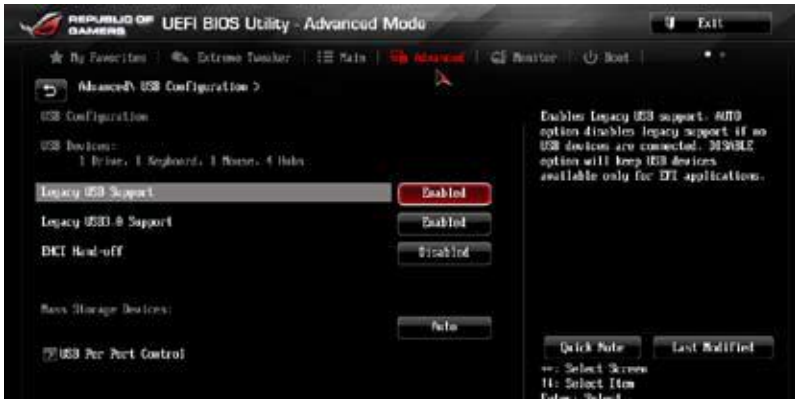 REPUBLIC OF GAMERS UEFI BIOS Utility - Advanced Mode Exit
My Favorites Extreme Tweaker Main Advanced Monitor Boot
Advanced\ USB Configuration >
USB Configuration
USB Devices:
1 Drive, 1 Keyboard, 1 Mouse, 4 Hubs
Legacy USB Support Enabled
Legacy USB3.0 Support Enabled
EHCI Hand-off Disabled
Mass Storage Devices:
Auto
USB Per Port Control
Enables Legacy USB support. AUTO
option disables legacy support if no
USB devices are connected. DISABLE
option will keep USB devices
available only for EFI applications.
Quick Note Last Modified
↔: Select Screen
↑↓: Select Item
Enter: Select